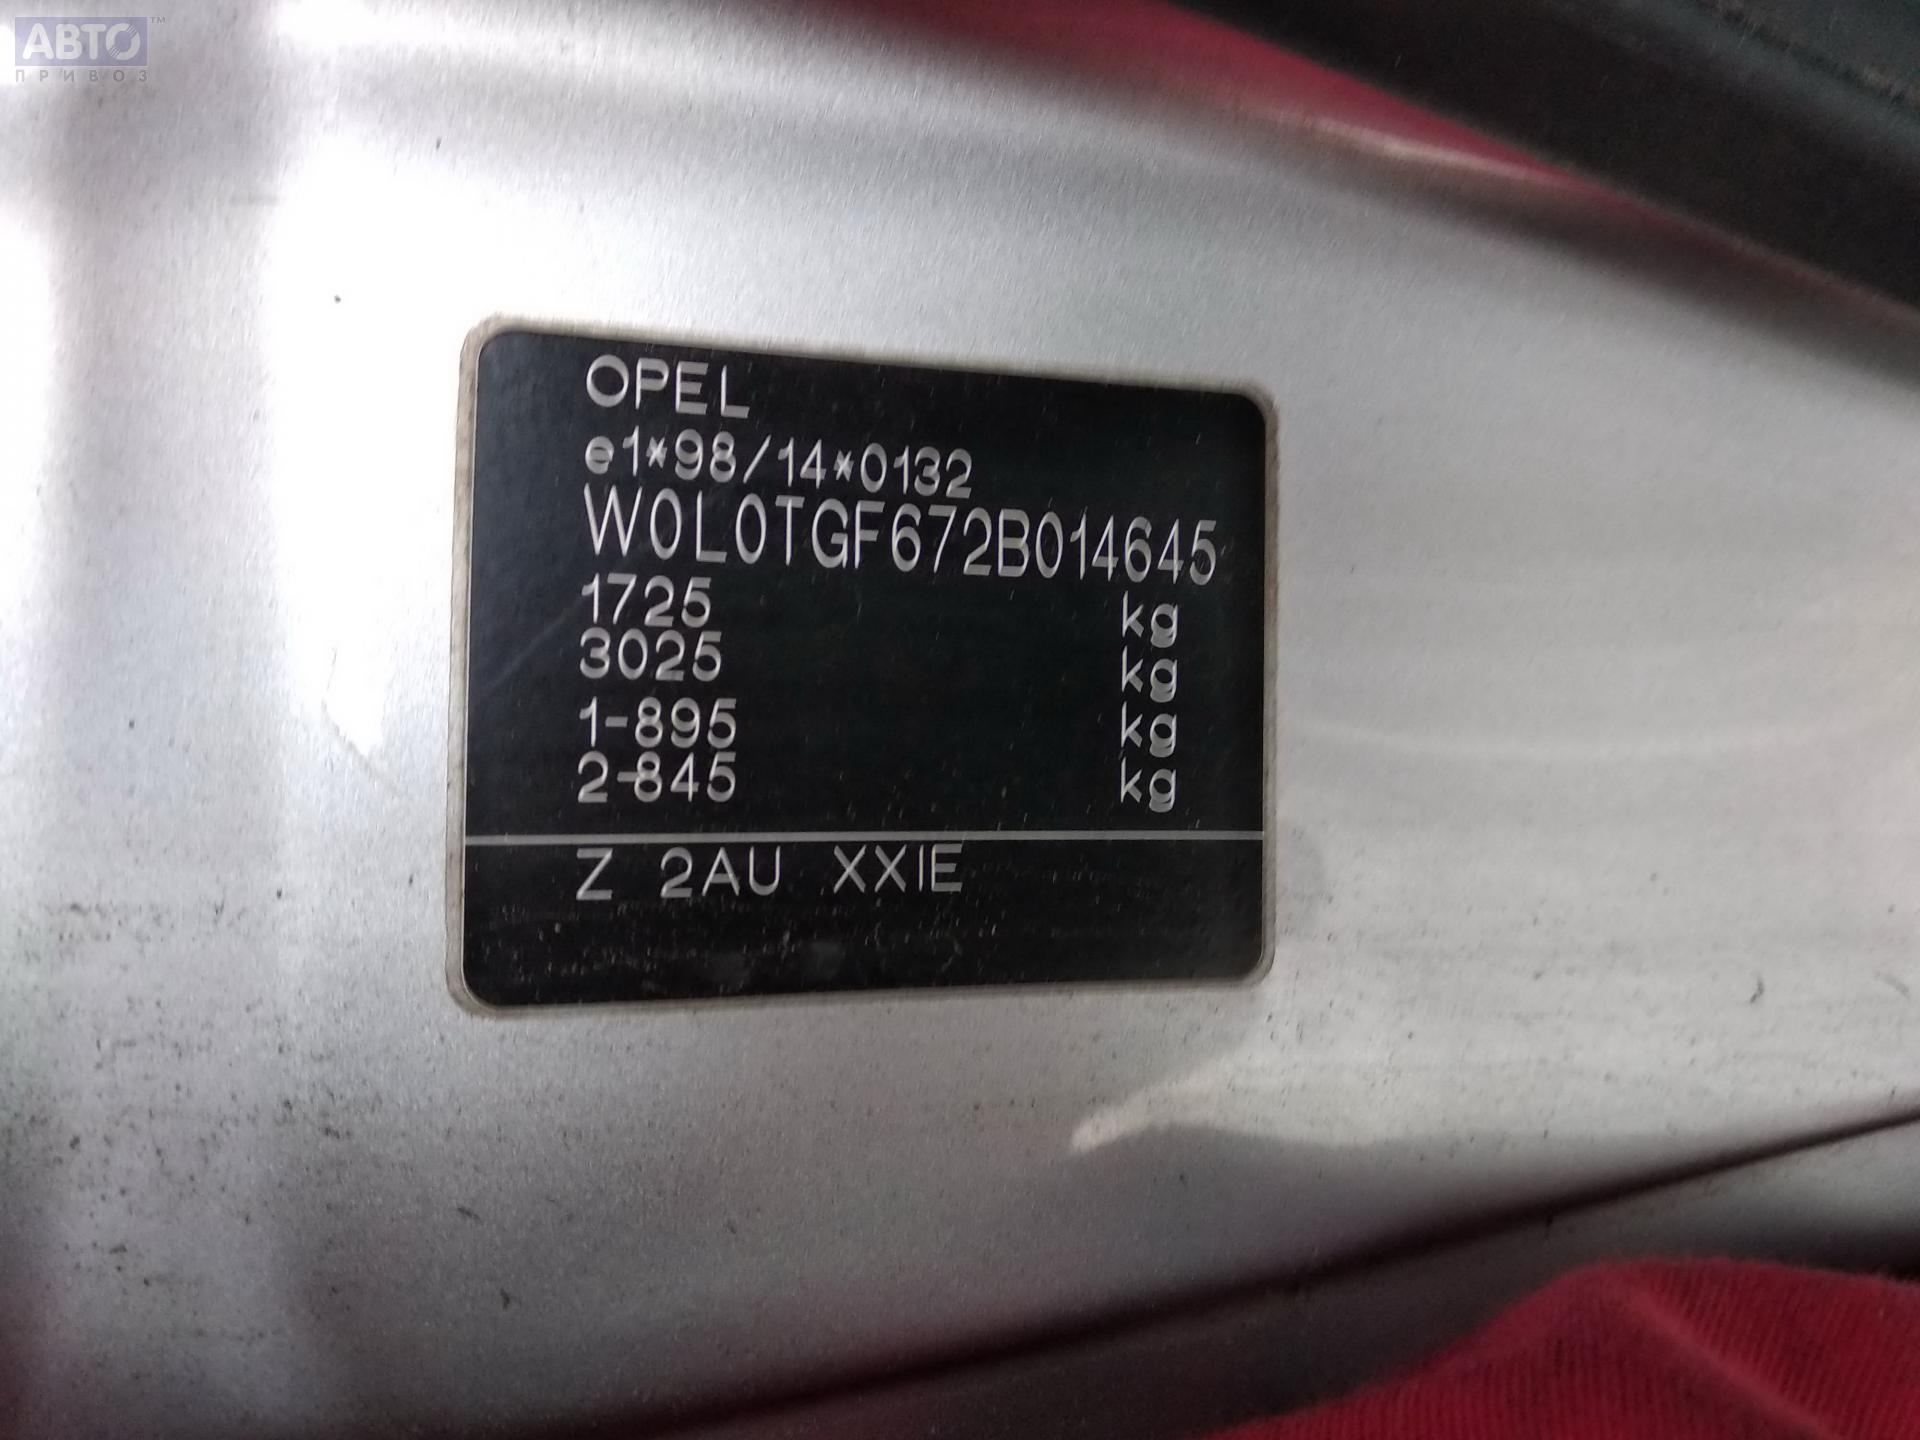 АВТО™
ПРИВОЗ
OPEL
e1*98/14*0132
W0L0TGF672B014645
1725 kg
3025 kg
1-895 kg
2-845 kg
Z 2AU XXIE